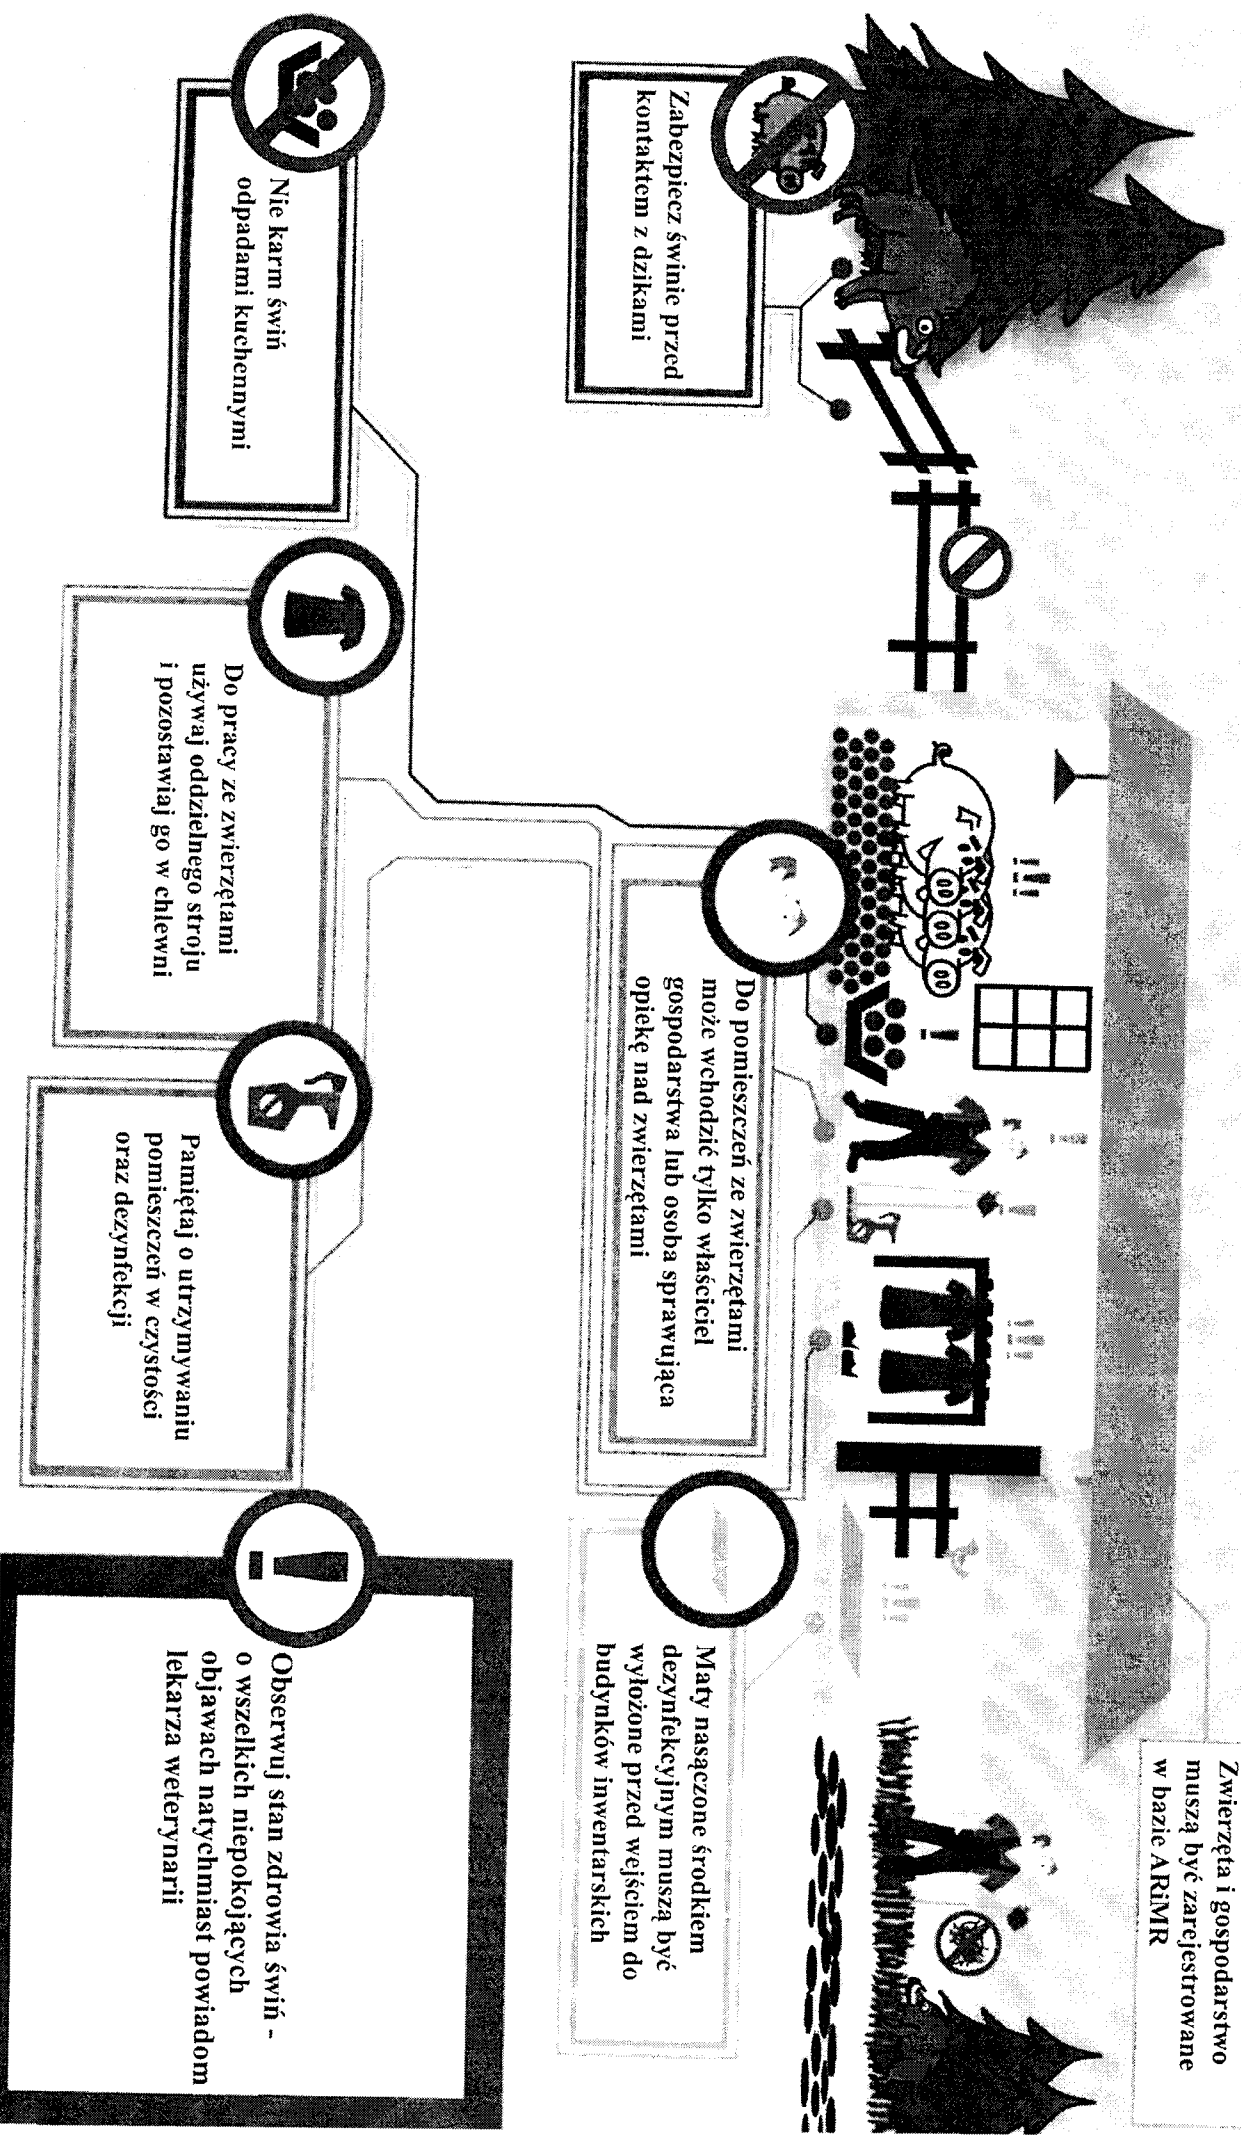 Zwierzęta i gospodarstwo
muszą być zarejestrowane
w bazie ARiMR
Zabezpiecz świnie przed
kontaktem z dzikami
Do pomieszczeń ze zwierzętami
może wchodzić tylko właściciel
gospodarstwa lub osoba sprawująca
opiekę nad zwierzętami
Maty nasączone środkiem
dezynfekcyjnym muszą być
wyłożone przed wejściem do
budynków inwentarskich
Nie karm świń
odpadami kuchennymi
Do pracy ze zwierzętami
używaj oddzielnego stroju
i pozostawiaj go w chlewni
Pamiętaj o utrzymywaniu
pomieszczeń w czystości
oraz dezynfekcji
Obserwuj stan zdrowia świń -
o wszelkich niepokojących
objawach natychmiast powiadom
lekarza weterynarii